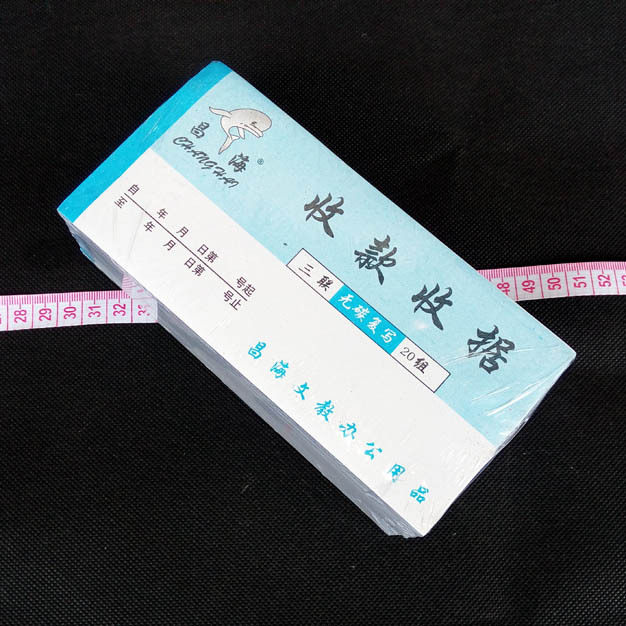 昌海®
CHANGHAI
收款收据
自 年 月 日第 号起
至 年 月 日第 号止
三联 无碳复写 20组
昌海文教办公用品
28 29 30 31 32
49 50 51 52